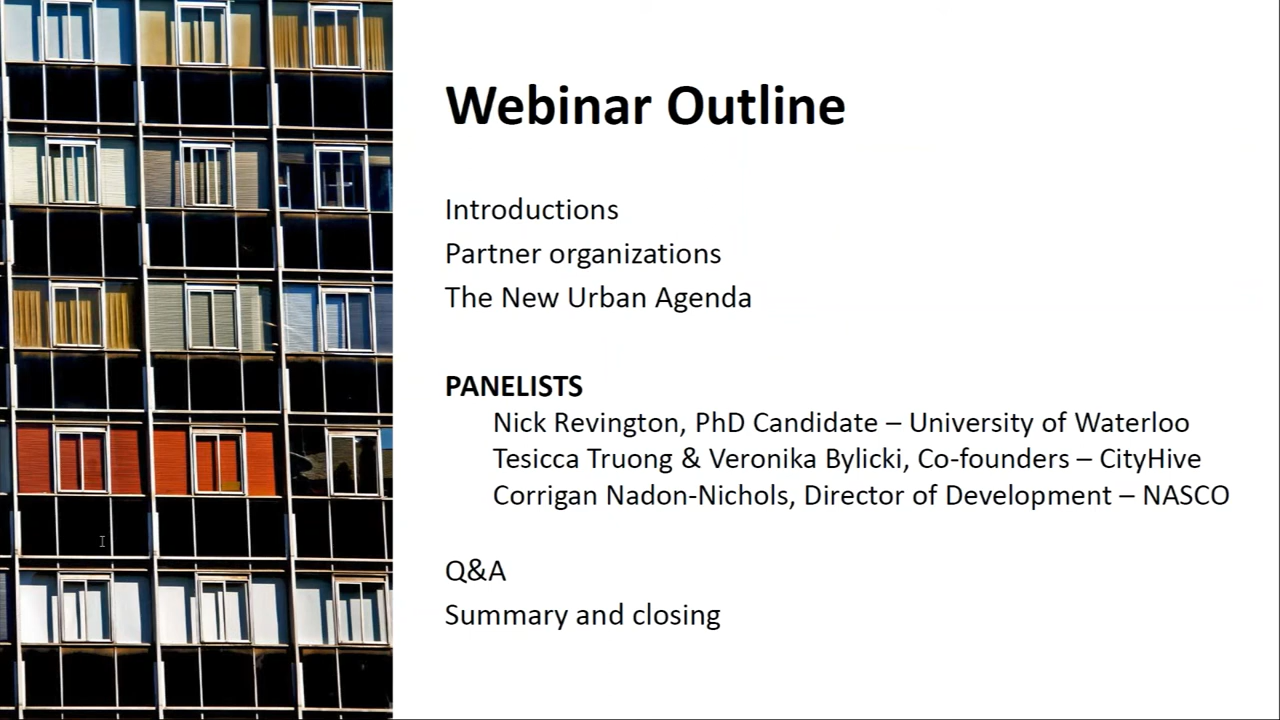 Webinar Outline
Introductions
Partner organizations
The New Urban Agenda
PANELISTS
Nick Revington, PhD Candidate – University of Waterloo
Tesicca Truong & Veronika Bylicki, Co-founders – CityHive
Corrigan Nadon-Nichols, Director of Development – NASCO
Q&A
Summary and closing